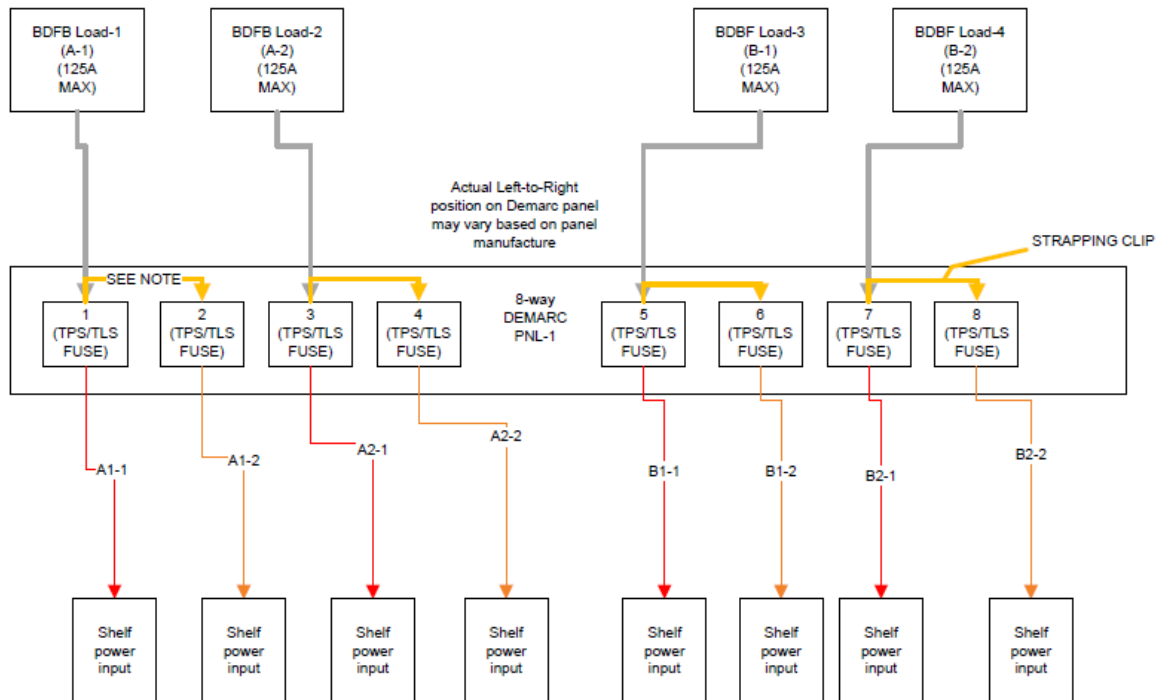 BDFB Load-1
(A-1)
(125A
MAX)
BDFB Load-2
(A-2)
(125A
MAX)
BDBF Load-3
(B-1)
(125A
MAX)
BDBF Load-4
(B-2)
(125A
MAX)
Actual Left-to-Right
position on Demarc panel
may vary based on panel
manufacture
STRAPPING CLIP
SEE NOTE
1
(TPS/TLS
FUSE)
2
(TPS/TLS
FUSE)
3
(TPS/TLS
FUSE)
4
(TPS/TLS
FUSE)
8-way
DEMARC
PNL-1
5
(TPS/TLS
FUSE)
6
(TPS/TLS
FUSE)
7
(TPS/TLS
FUSE)
8
(TPS/TLS
FUSE)
A1-1
A1-2
A2-1
A2-2
B1-1
B1-2
B2-1
B2-2
Shelf
power
input
Shelf
power
input
Shelf
power
input
Shelf
power
input
Shelf
power
input
Shelf
power
input
Shelf
power
input
Shelf
power
input